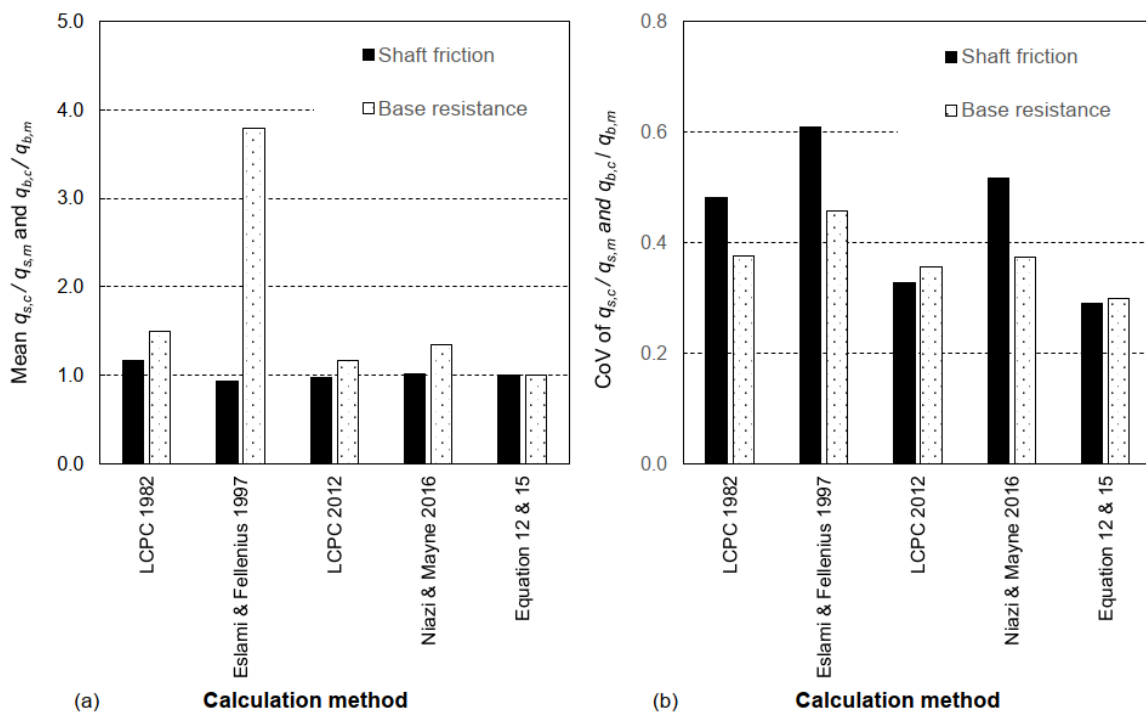 5.0
4.0
3.0
2.0
1.0
0.0
Mean q_{s,c} / q_{s,m} and q_{b,c} / q_{b,m}
Shaft friction
Base resistance
LCPC 1982
Eslami & Fellenius 1997
LCPC 2012
Niazi & Mayne 2016
Equation 12 & 15
(a)
Calculation method
0.8
0.6
0.4
0.2
0.0
CoV of q_{s,c} / q_{s,m} and q_{b,c} / q_{b,m}
Shaft friction
Base resistance
LCPC 1982
Eslami & Fellenius 1997
LCPC 2012
Niazi & Mayne 2016
Equation 12 & 15
(b)
Calculation method